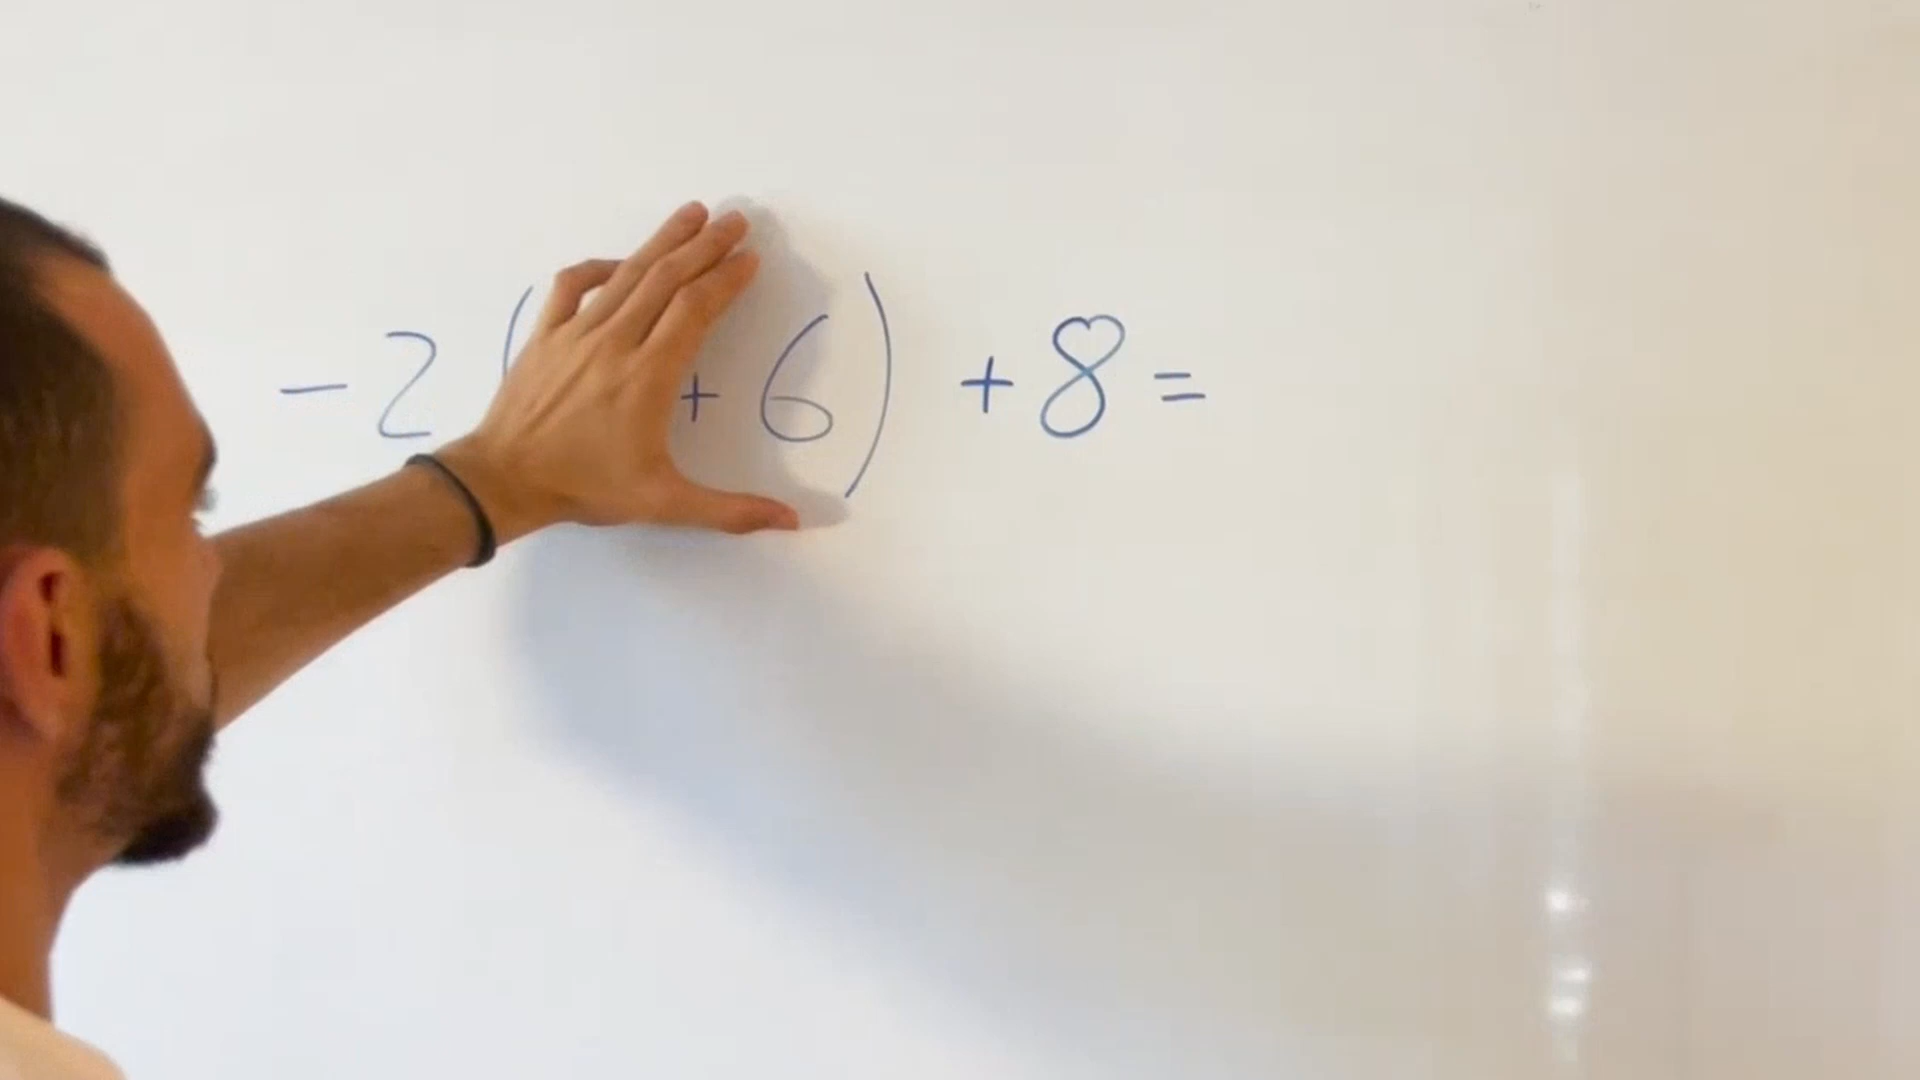 -2( + 6) + 8 =